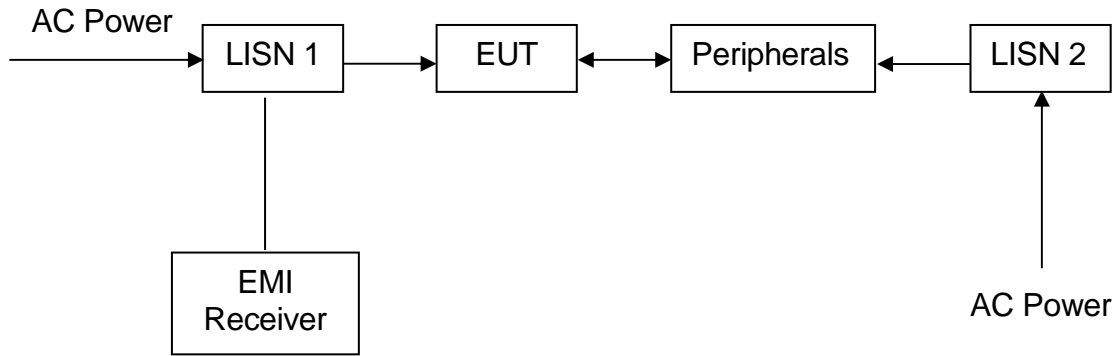 AC Power
LISN 1
EUT
Peripherals
LISN 2
EMI
Receiver
AC Power